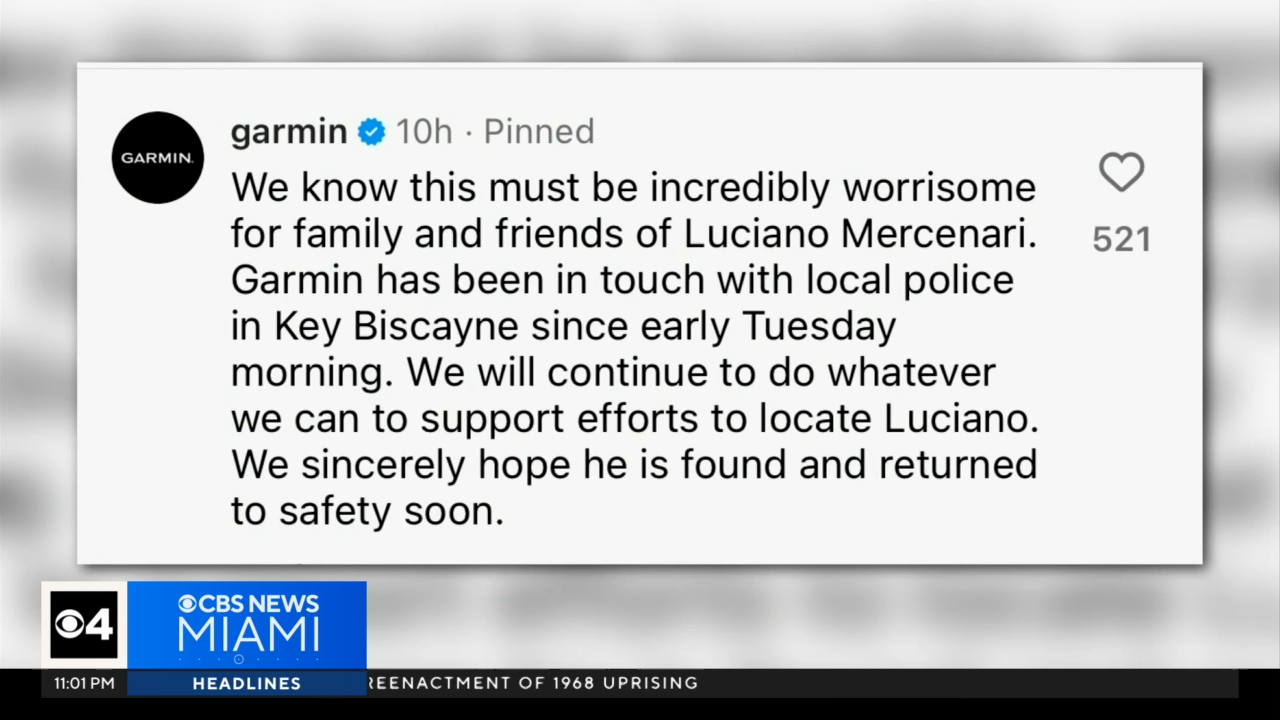 GARMIN.
garmin 10h · Pinned
We know this must be incredibly worrisome
for family and friends of Luciano Mercenari.
Garmin has been in touch with local police
in Key Biscayne since early Tuesday
morning. We will continue to do whatever
we can to support efforts to locate Luciano.
We sincerely hope he is found and returned
to safety soon.
521
4
CBS NEWS
MIAMI
11:01 PM
HEADLINES
REENACTMENT OF 1968 UPRISING